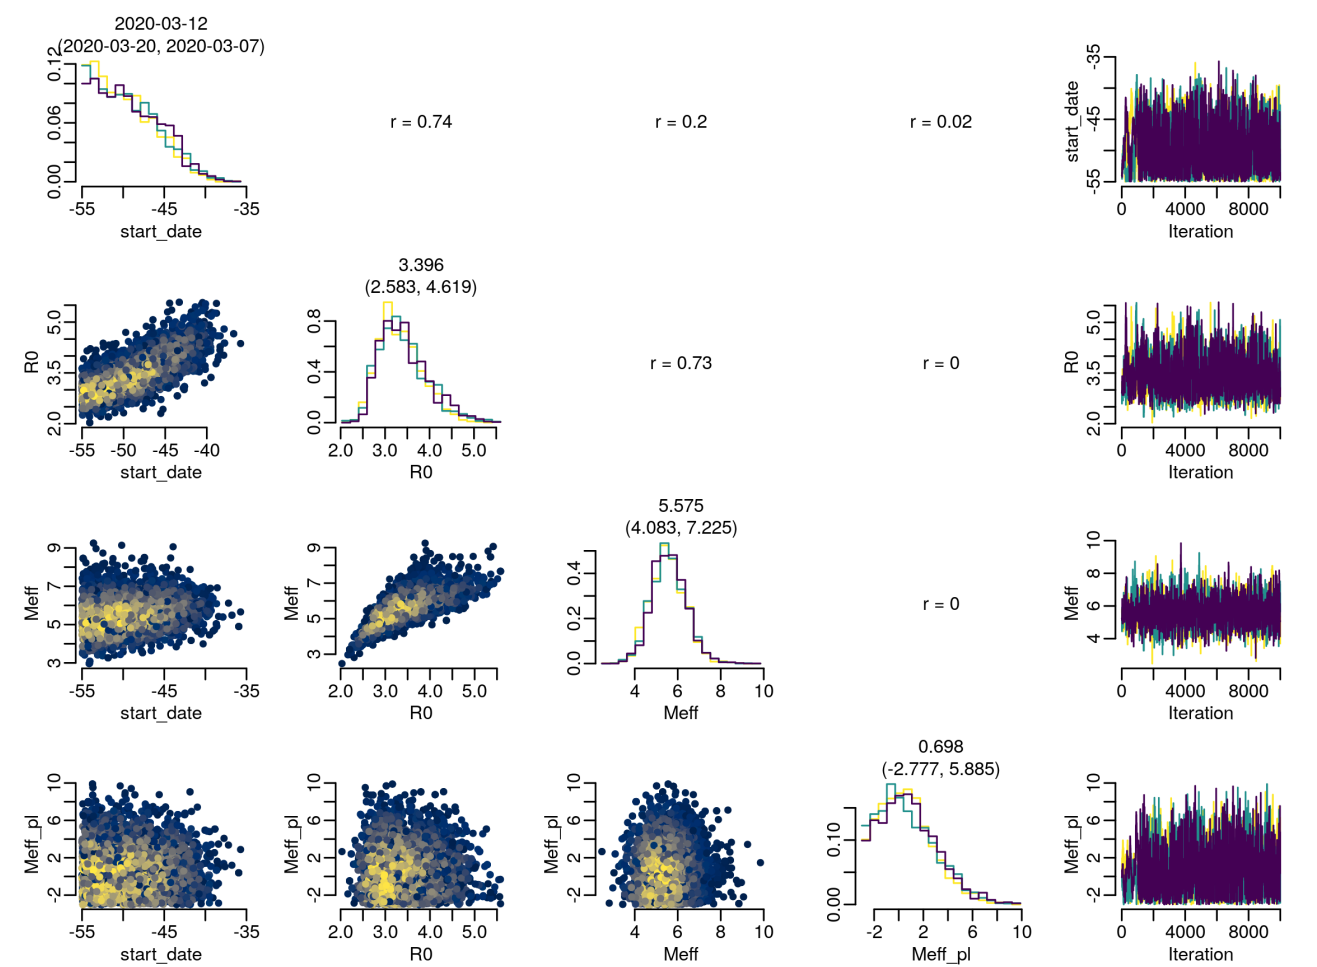 2020-03-12
(2020-03-20, 2020-03-07)
0.00 0.06 0.12
-55 -45 -35
start_date
r = 0.74
r = 0.2
r = 0.02
start_date
-55 -45 -35
0 4000 8000
Iteration
R0
2.0 3.5 5.0
-55 -50 -45 -40
start_date
3.396
(2.583, 4.619)
0.0 0.4 0.8
2.0 3.0 4.0 5.0
R0
r = 0.73
r = 0
R0
2.0 3.5 5.0
0 4000 8000
Iteration
Meff
3 5 7 9
-55 -45 -35
start_date
Meff
3 5 7 9
2.0 3.0 4.0 5.0
R0
5.575
(4.083, 7.225)
0.0 0.2 0.4
4 6 8 10
Meff
r = 0
Meff
4 6 8 10
0 4000 8000
Iteration
Meff_pl
-2 2 6 10
-55 -45 -35
start_date
Meff_pl
-2 2 6 10
2.0 3.0 4.0 5.0
R0
Meff_pl
-2 2 6 10
4 6 8 10
Meff
0.698
(-2.777, 5.885)
0.00 0.10
-2 2 6 10
Meff_pl
Meff_pl
-2 2 6 10
0 4000 8000
Iteration